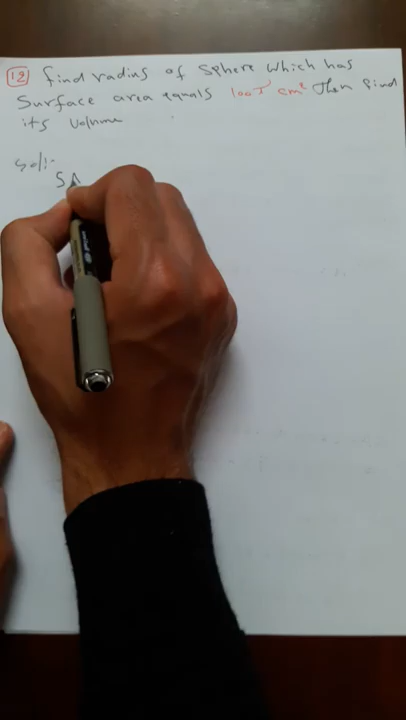 12 find radius of sphere which has
Surface area equals 100π cm² then find
its volume
sol:-
SA